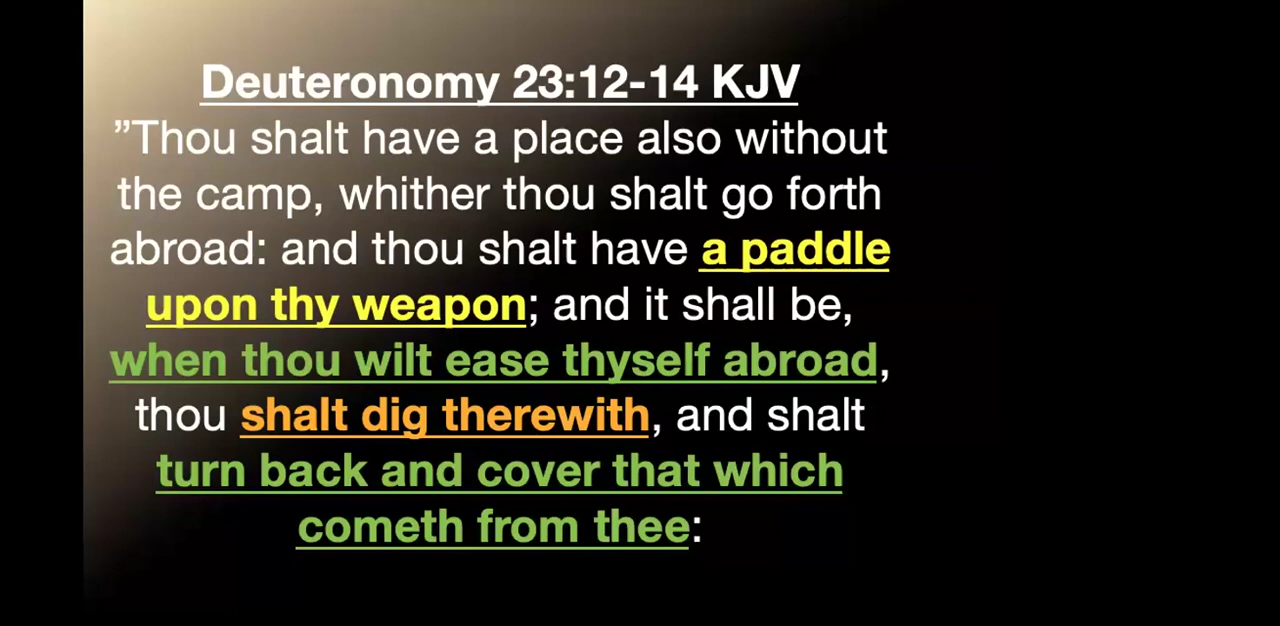 Deuteronomy 23:12-14 KJV
”Thou shalt have a place also without
the camp, whither thou shalt go forth
abroad: and thou shalt have a paddle
upon thy weapon; and it shall be,
when thou wilt ease thyself abroad,
thou shalt dig therewith, and shalt
turn back and cover that which
cometh from thee: